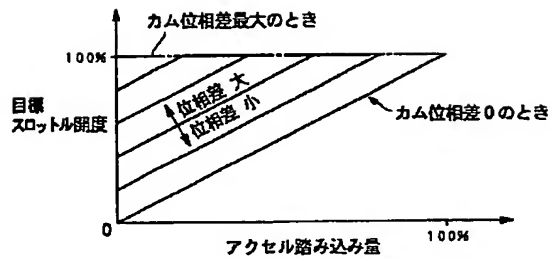 カム位相差最大のとき
100%
目標
スロットル開度
位相差 大
位相差 小
カム位相差0のとき
0
アクセル踏み込み量
100%